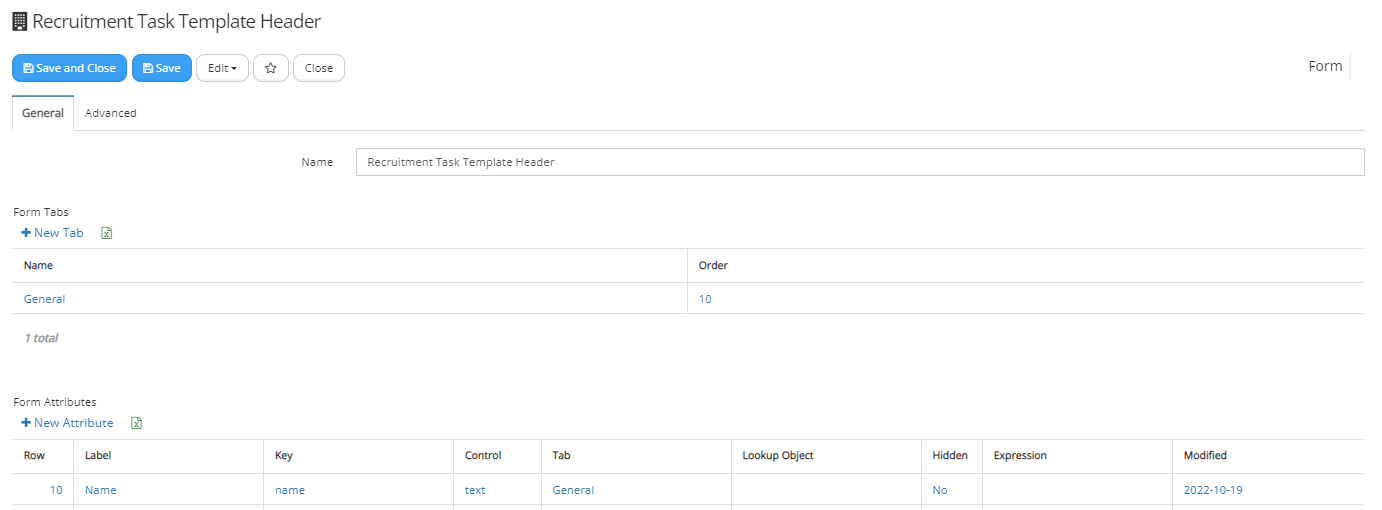 Recruitment Task Template Header
Save and Close Save Edit Close
Form
General Advanced
Name Recruitment Task Template Header
Form Tabs
New Tab
Name Order
General 10
1 total
Form Attributes
New Attribute
Row Label Key Control Tab Lookup Object Hidden Expression Modified
10 Name name text General No 2022-10-19